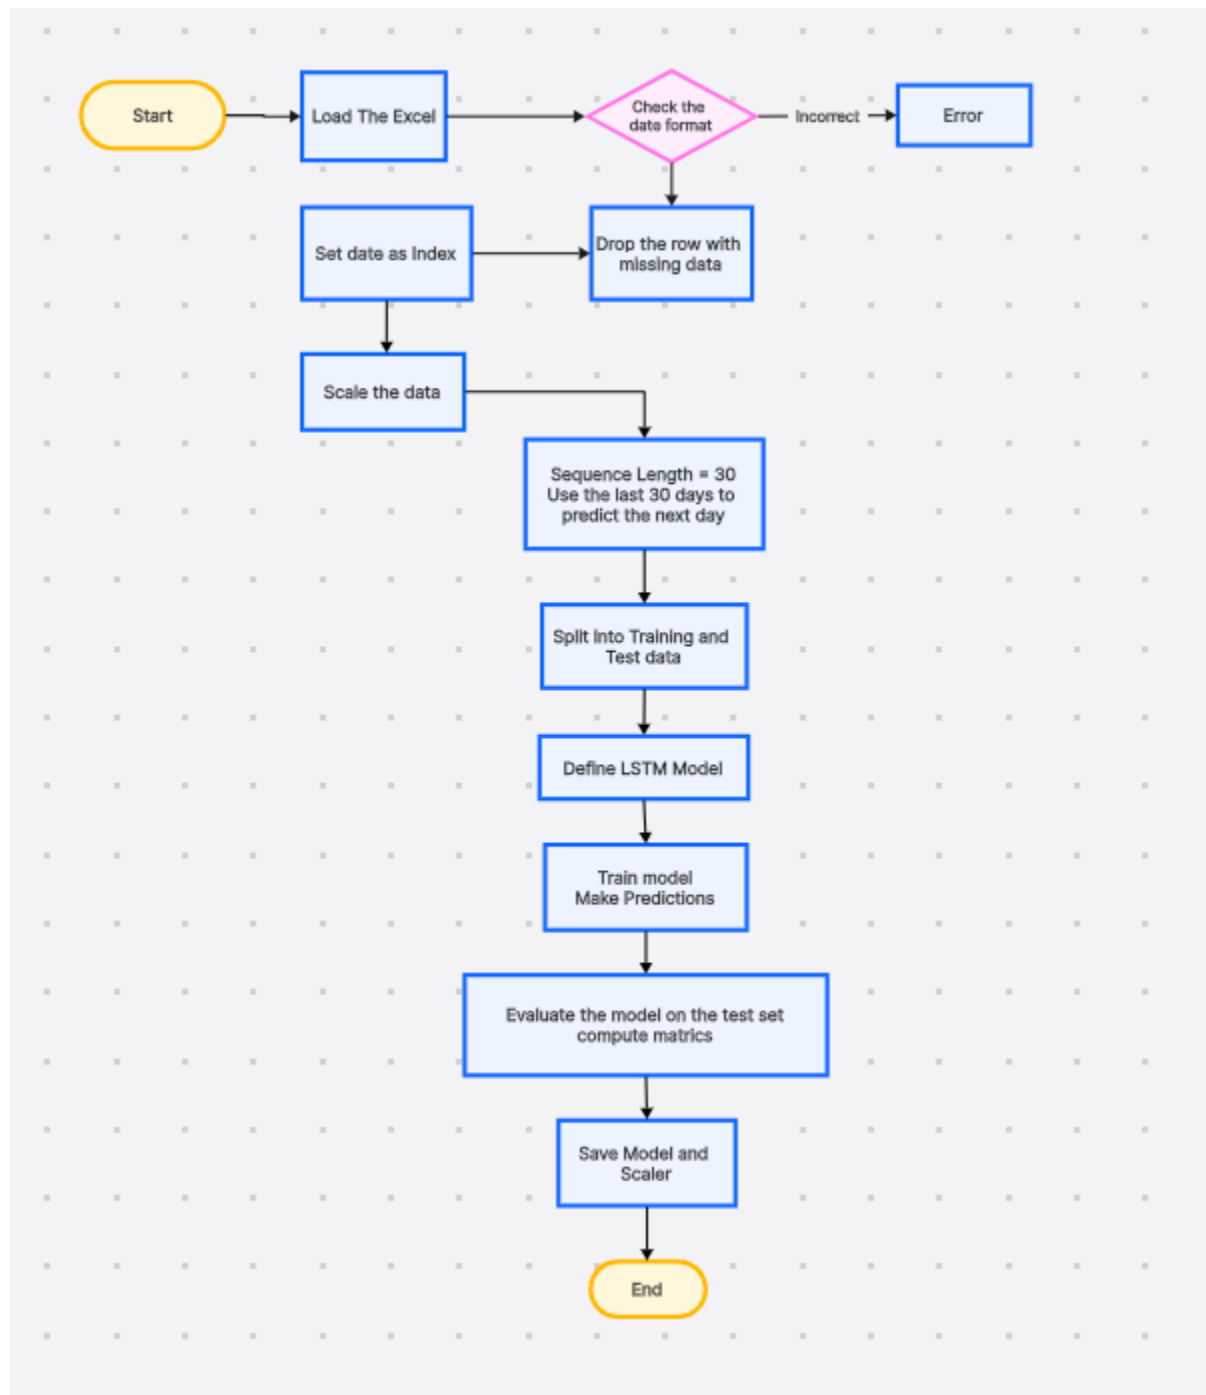 Start
Load The Excel
Check the
date format
Incorrect
Error
Set date as Index
Drop the row with
missing data
Scale the data
Sequence Length = 30
Use the last 30 days to
predict the next day
Split into Training and
Test data
Define LSTM Model
Train model
Make Predictions
Evaluate the model on the test set
compute matrics
Save Model and
Scaler
End